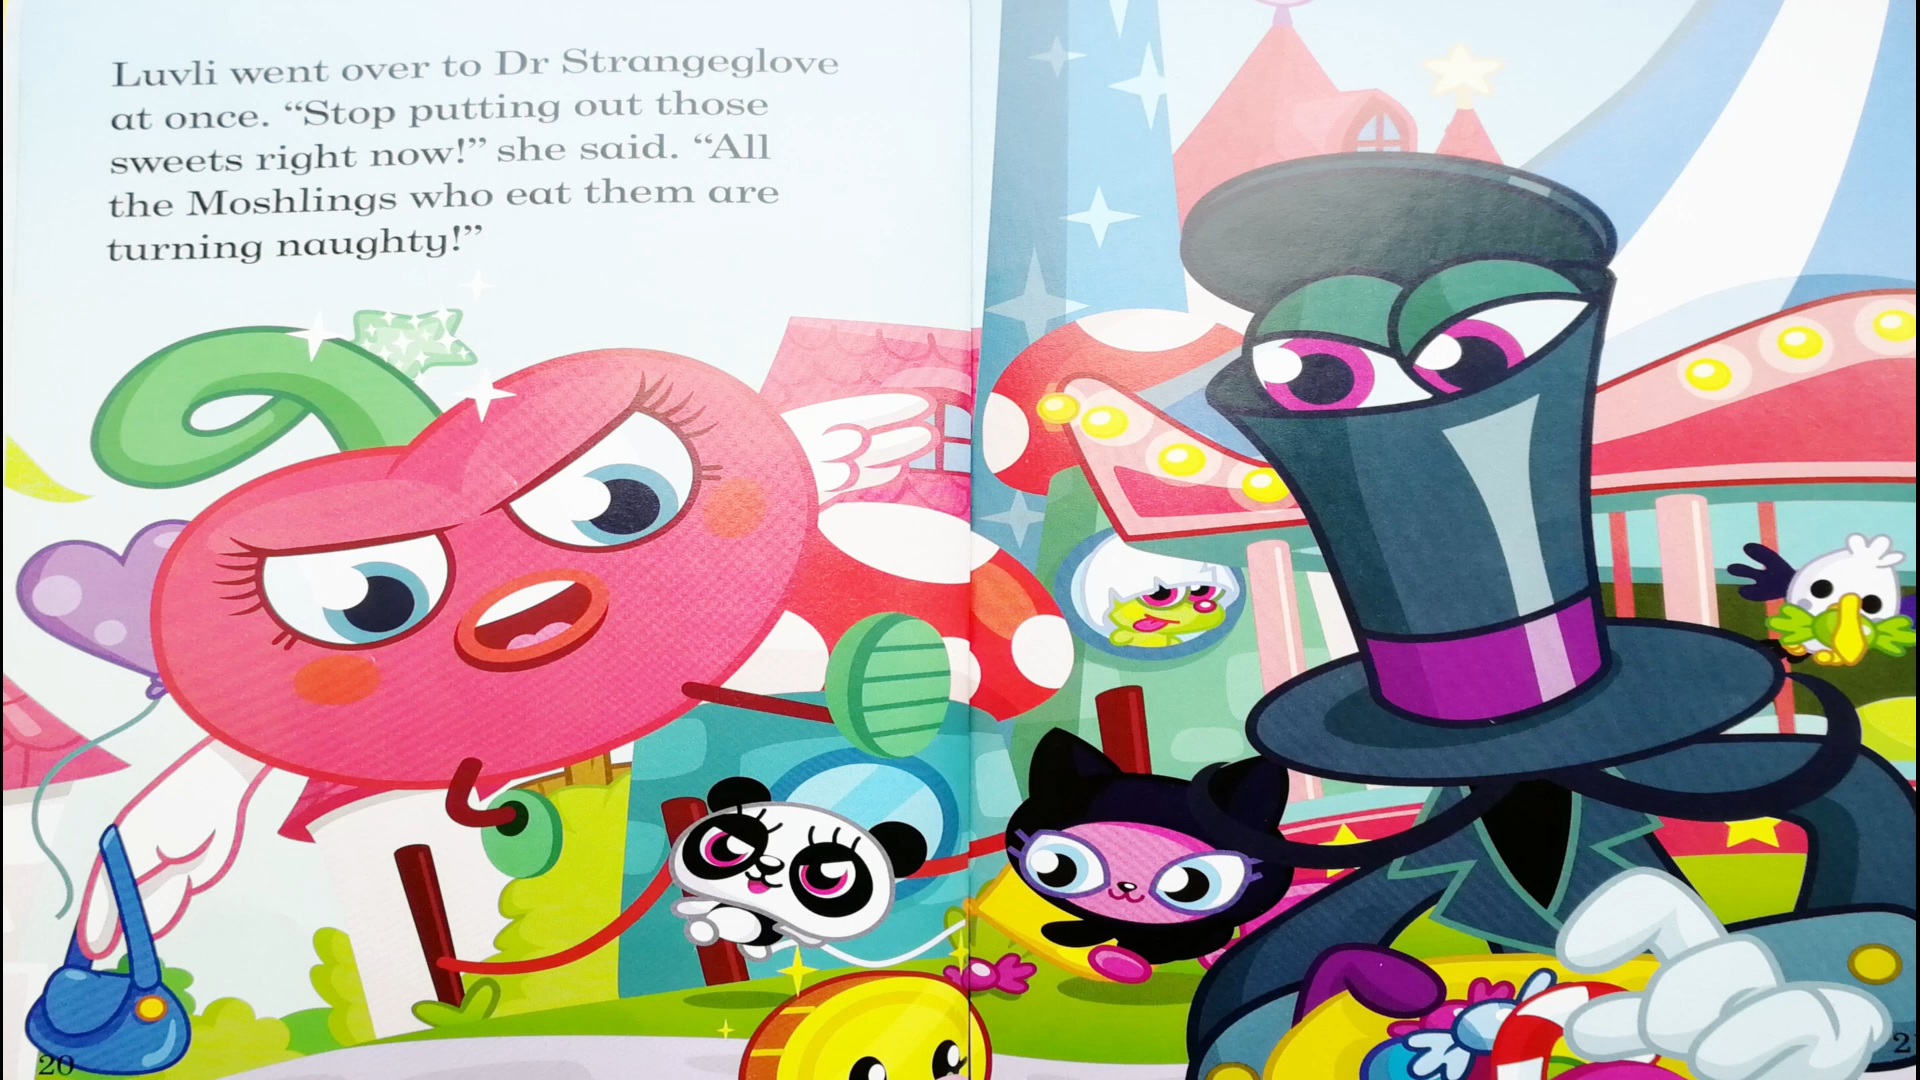 Luvli went over to Dr Strangeglove
at once. “Stop putting out those
sweets right now!” she said. “All
the Moshlings who eat them are
turning naughty!”
20